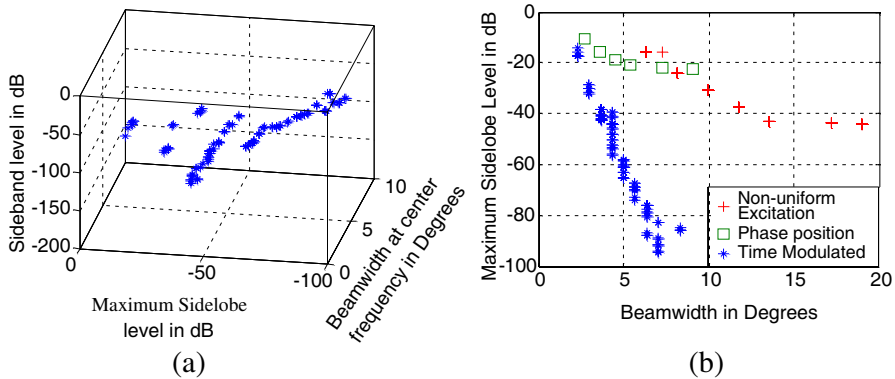 Sideband level in dB
0
-50
-100
-150
-200
0
-50
-100
0
5
10
Maximum Sidelobe
level in dB
Beamwidth at center
frequency in Degrees
(a)
Maximum Sidelobe Level in dB
0
-20
-40
-60
-80
-100
0
5
10
15
20
Non-uniform
Excitation
Phase position
Time Modulated
Beamwidth in Degrees
(b)